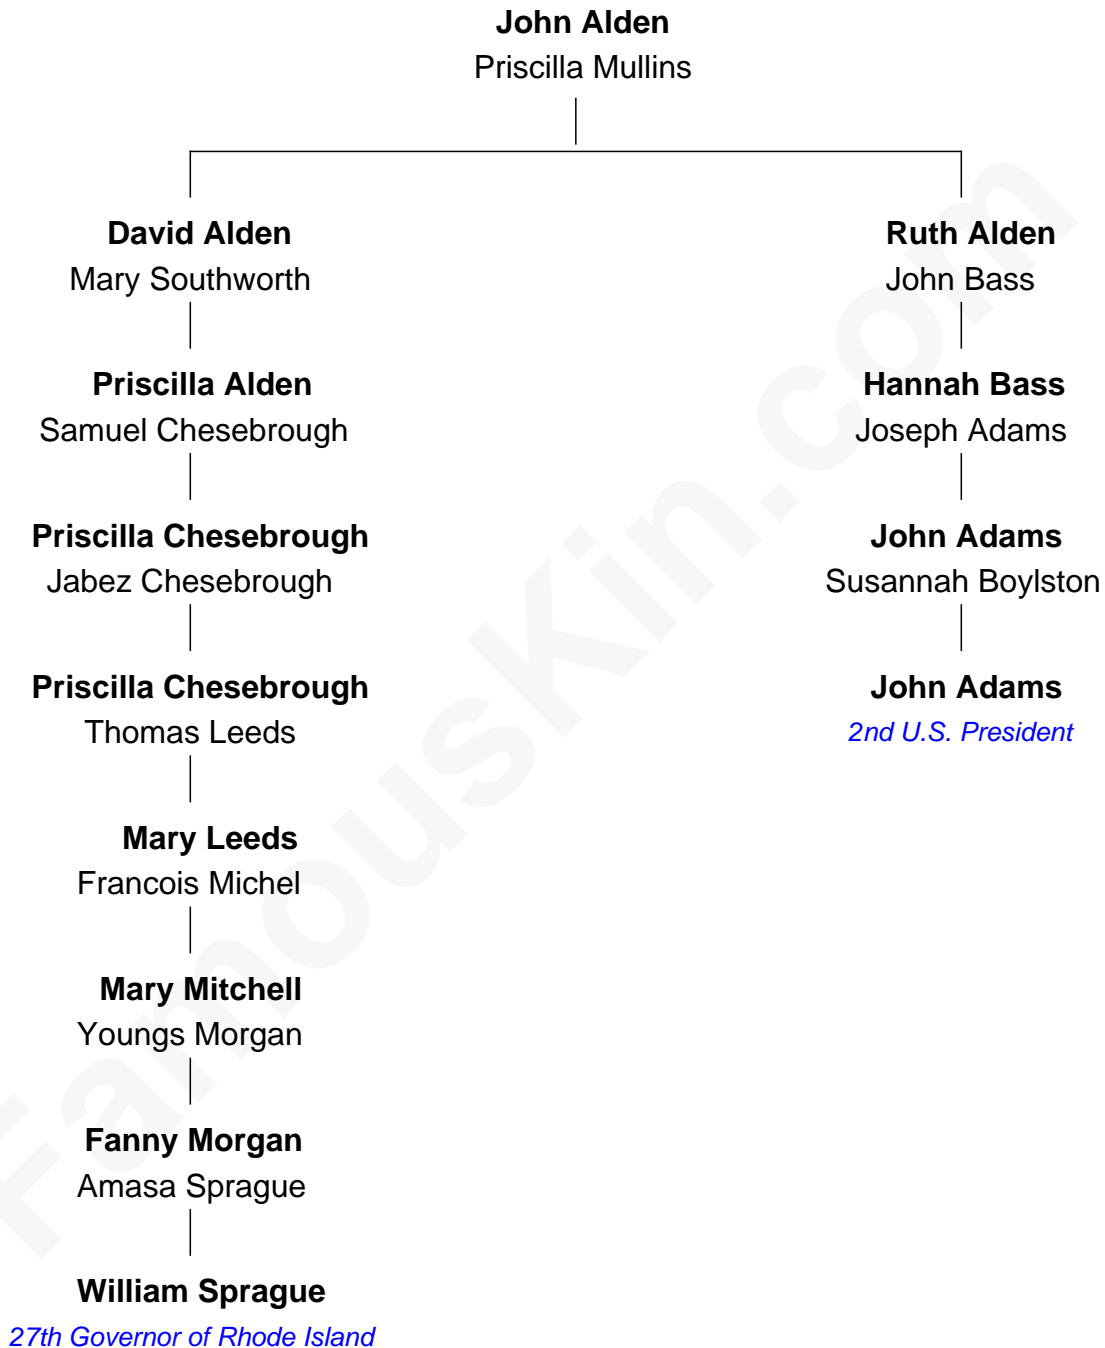 John Alden
Priscilla Mullins
David Alden
Mary Southworth
Ruth Alden
John Bass
Priscilla Alden
Samuel Chesebrough
Hannah Bass
Joseph Adams
Priscilla Chesebrough
Jabez Chesebrough
John Adams
Susannah Boylston
Priscilla Chesebrough
Thomas Leeds
John Adams
2nd U.S. President
Mary Leeds
Francois Michel
Mary Mitchell
Youngs Morgan
Fanny Morgan
Amasa Sprague
William Sprague
27th Governor of Rhode Island
FamousKin.com